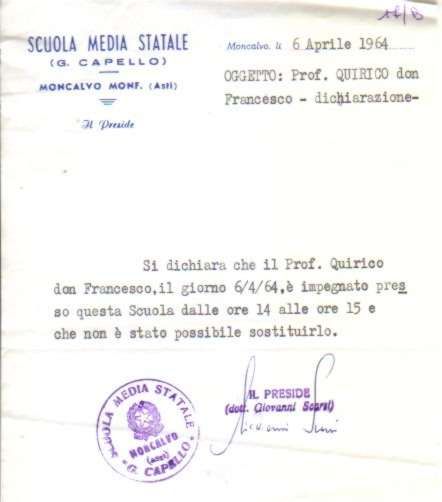 16/B
SCUOLA MEDIA STATALE
(G. CAPELLO)
MONCALVO MONF. (Asti)
Il Preside
Moncalvo, li 6 Aprile 1964
OGGETTO: Prof. QUIRICO don
Francesco - dichiarazione-
Si dichiara che il Prof. Quirico
don Francesco,il giorno 6/4/64,è impegnato pres
so questa Scuola dalle ore 14 alle ore 15 e
che non è stato possibile sostituirlo.
IL PRESIDE
(dott. Giovanni Scarsi)
SCUOLA MEDIA STATALE
MONCALVO
(Asti)
"G. CAPELLO"